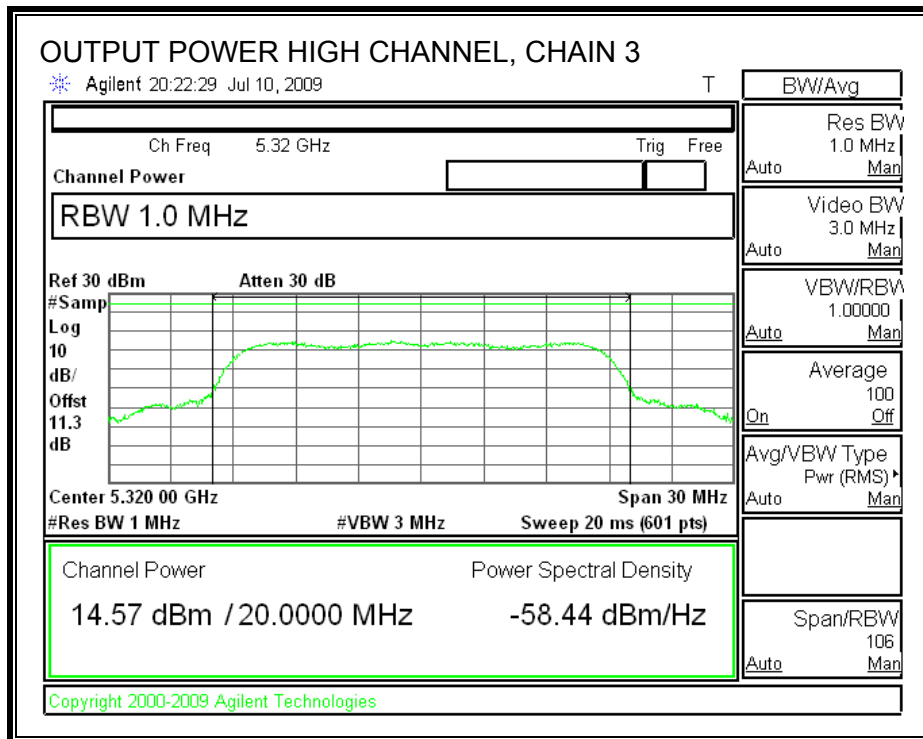 OUTPUT POWER HIGH CHANNEL, CHAIN 3
Agilent 20:22:29 Jul 10, 2009
T
BW/Avg
Ch Freq 5.32 GHz
Trig Free
Channel Power
RBW 1.0 MHz
Ref 30 dBm
Atten 30 dB
#Samp
Log
10
dB/
Offst
11.3
dB
Center 5.320 00 GHz
Span 30 MHz
#Res BW 1 MHz
#VBW 3 MHz
Sweep 20 ms (601 pts)
Channel Power
Power Spectral Density
14.57 dBm / 20.0000 MHz
-58.44 dBm/Hz
Res BW
1.0 MHz
Auto Man
Video BW
3.0 MHz
Auto Man
VBW/RBW
1.00000
Auto Man
Average
100
On Off
Avg/VBW Type
Pwr (RMS)
Auto Man
Span/RBW
106
Auto Man
Copyright 2000-2009 Agilent Technologies